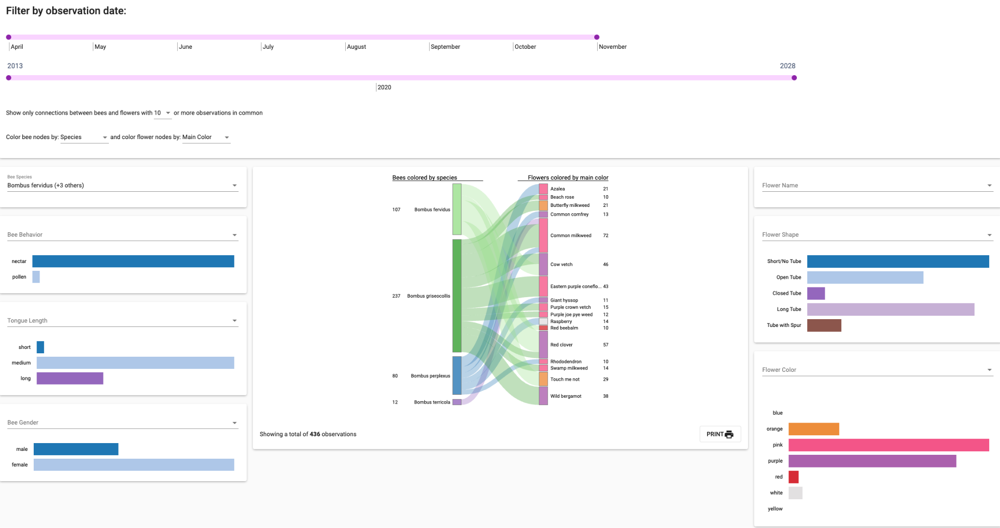 Filter by observation date:
April May June July August September October November
2013 2028
2020
Show only connections between bees and flowers with 10 or more observations in common
Color bee nodes by: Species and color flower nodes by: Main Color
Bee Species
Bombus fervidus (+3 others)
Bee Behavior
nectar
pollen
Tongue Length
short
medium
long
Bee Gender
male
female
Bees colored by species
107 Bombus fervidus
237 Bombus griseocollis
80 Bombus perplexus
12 Bombus terricola
Flowers colored by main color
Azalea 21
Beach rose 10
Butterfly milkweed 21
Common comfrey 13
Common milkweed 72
Cow vetch 46
Eastern purple coneflo... 43
Giant hyssop 11
Purple crown vetch 15
Purple joe pye weed 12
Raspberry 14
Red beebalm 10
Red clover 57
Rhododendron 10
Swamp milkweed 14
Touch me not 29
Wild bergamot 38
Showing a total of 436 observations
PRINT
Flower Name
Flower Shape
Short/No Tube
Open Tube
Closed Tube
Long Tube
Tube with Spur
Flower Color
blue
orange
pink
purple
red
white
yellow